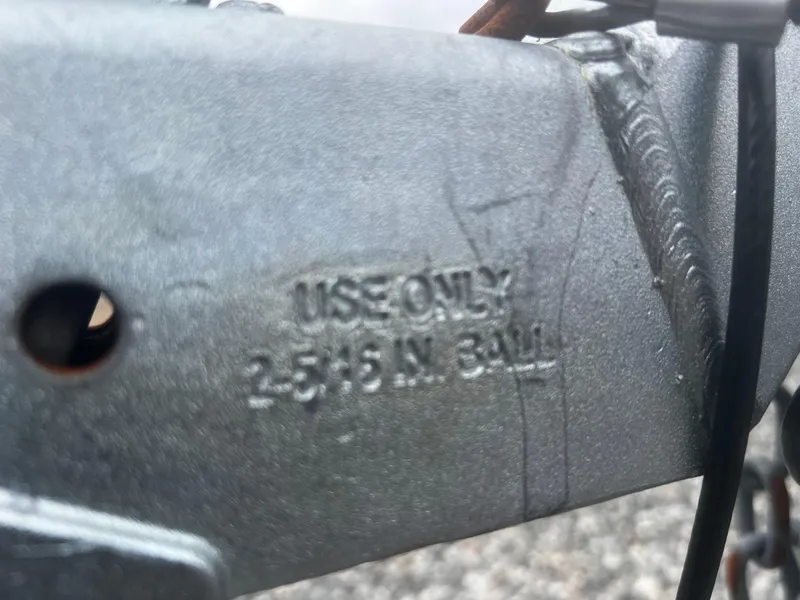 USE ONLY
2-5/16 IN. BALL